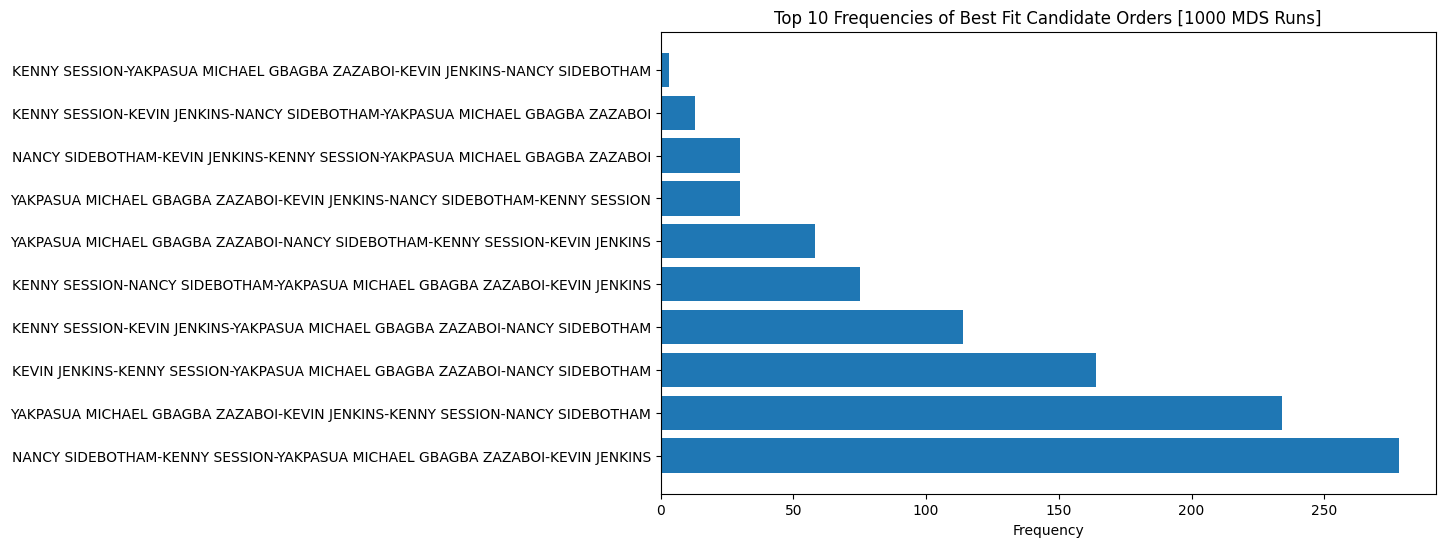 Top 10 Frequencies of Best Fit Candidate Orders [1000 MDS Runs]
KENNY SESSION-YAKPASUA MICHAEL GBAGBA ZAZABOI-KEVIN JENKINS-NANCY SIDEBOTHAM
KENNY SESSION-KEVIN JENKINS-NANCY SIDEBOTHAM-YAKPASUA MICHAEL GBAGBA ZAZABOI
NANCY SIDEBOTHAM-KEVIN JENKINS-KENNY SESSION-YAKPASUA MICHAEL GBAGBA ZAZABOI
YAKPASUA MICHAEL GBAGBA ZAZABOI-KEVIN JENKINS-NANCY SIDEBOTHAM-KENNY SESSION
YAKPASUA MICHAEL GBAGBA ZAZABOI-NANCY SIDEBOTHAM-KENNY SESSION-KEVIN JENKINS
KENNY SESSION-NANCY SIDEBOTHAM-YAKPASUA MICHAEL GBAGBA ZAZABOI-KEVIN JENKINS
KENNY SESSION-KEVIN JENKINS-YAKPASUA MICHAEL GBAGBA ZAZABOI-NANCY SIDEBOTHAM
KEVIN JENKINS-KENNY SESSION-YAKPASUA MICHAEL GBAGBA ZAZABOI-NANCY SIDEBOTHAM
YAKPASUA MICHAEL GBAGBA ZAZABOI-KEVIN JENKINS-KENNY SESSION-NANCY SIDEBOTHAM
NANCY SIDEBOTHAM-KENNY SESSION-YAKPASUA MICHAEL GBAGBA ZAZABOI-KEVIN JENKINS
0 50 100 150 200 250
Frequency